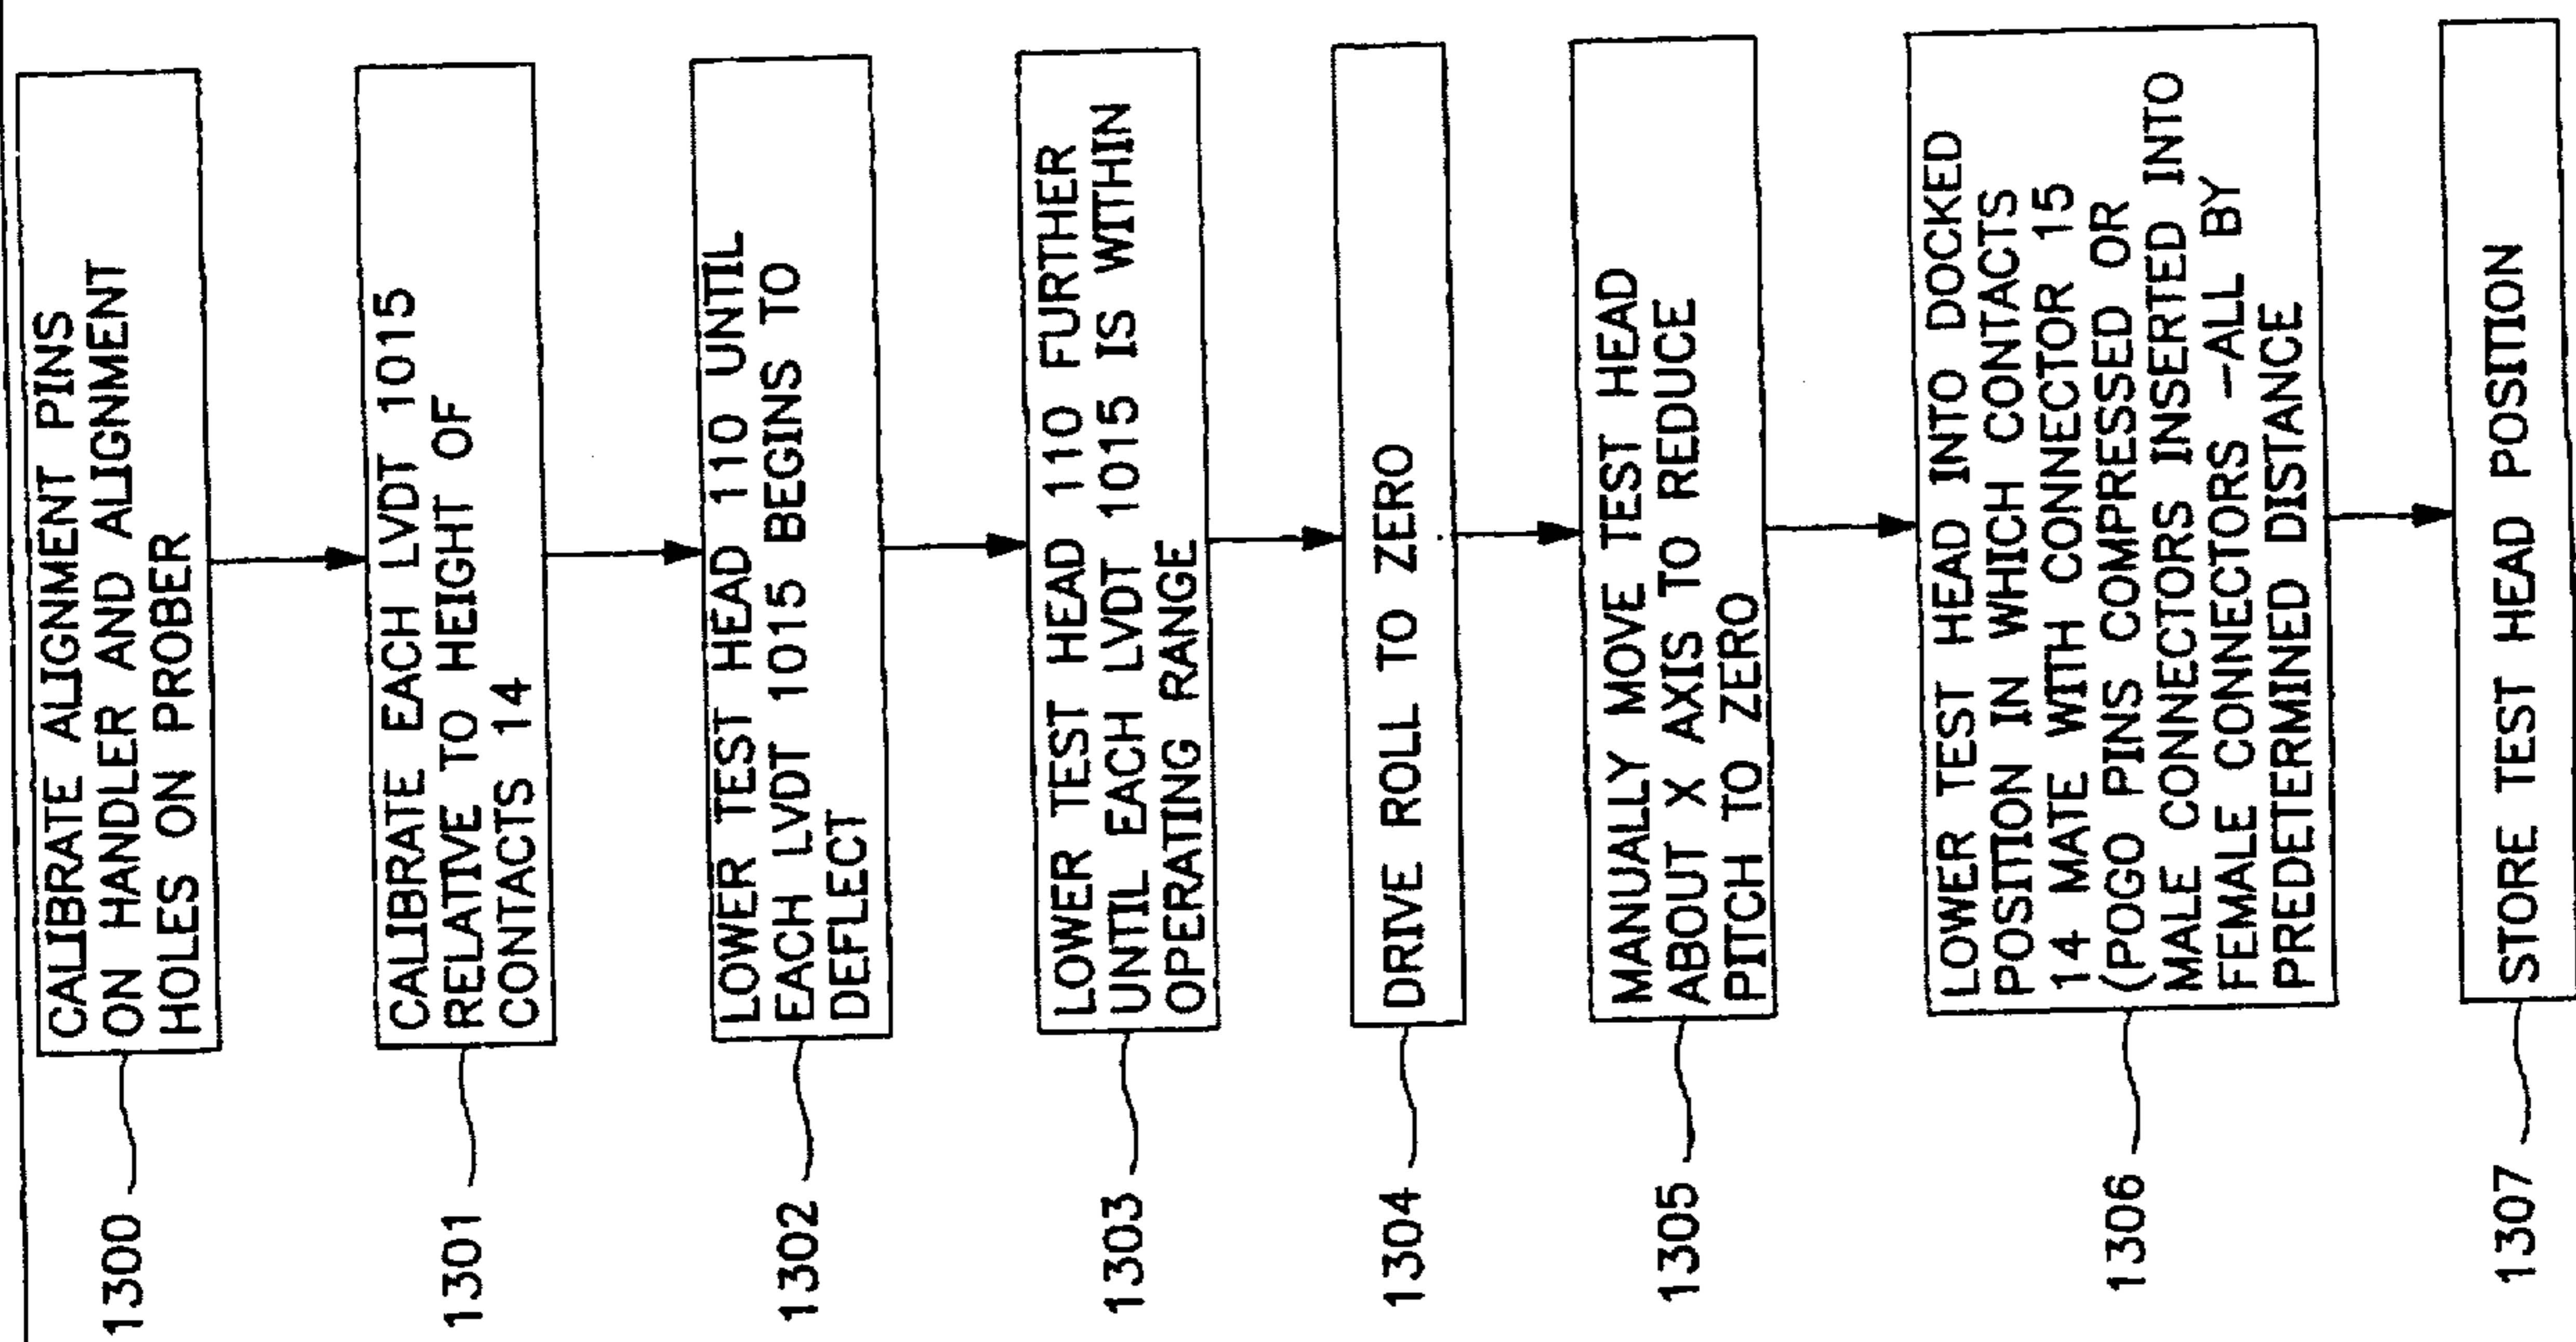 1300
CALIBRATE ALIGNMENT PINS
ON HANDLER AND ALIGNMENT
HOLES ON PROBER
1301
CALIBRATE EACH LVDT 1015
RELATIVE TO HEIGHT OF
CONTACTS 14
1302
LOWER TEST HEAD 110 UNTIL
EACH LVDT 1015 BEGINS TO
DEFLECT
1303
LOWER TEST HEAD 110 FURTHER
UNTIL EACH LVDT 1015 IS WITHIN
OPERATING RANGE
1304
DRIVE ROLL TO ZERO
1305
MANUALLY MOVE TEST HEAD
ABOUT X AXIS TO REDUCE
PITCH TO ZERO
1306
LOWER TEST HEAD INTO DOCKED
POSITION IN WHICH CONTACTS
14 MATE WITH CONNECTOR 15
(POGO PINS COMPRESSED OR
MALE CONNECTORS INSERTED INTO
FEMALE CONNECTORS -ALL BY
PREDETERMINED DISTANCE
1307
STORE TEST HEAD POSITION